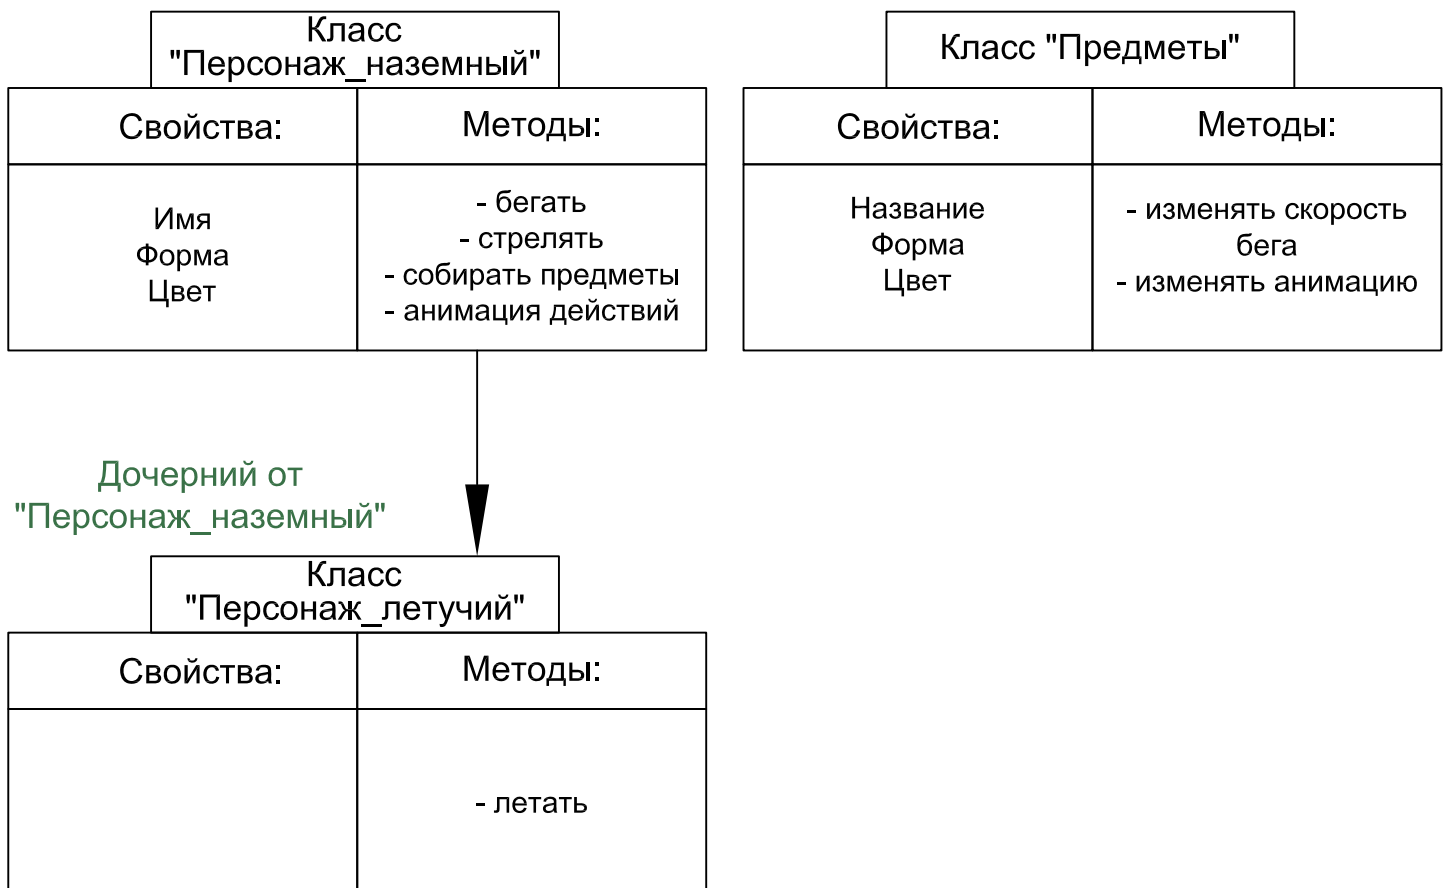 Класс
"Персонаж_наземный"
Свойства:
Методы:
Имя
Форма
Цвет
- бегать
- стрелять
- собирать предметы
- анимация действий
Класс "Предметы"
Свойства:
Методы:
Название
Форма
Цвет
- изменять скорость
бега
- изменять анимацию
Дочерний от
"Персонаж_наземный"
Класс
"Персонаж_летучий"
Свойства:
Методы:
- летать